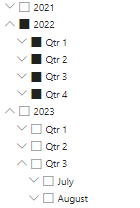 2021
2022
Qtr 1
Qtr 2
Qtr 3
Qtr 4
2023
Qtr 1
Qtr 2
Qtr 3
July
August